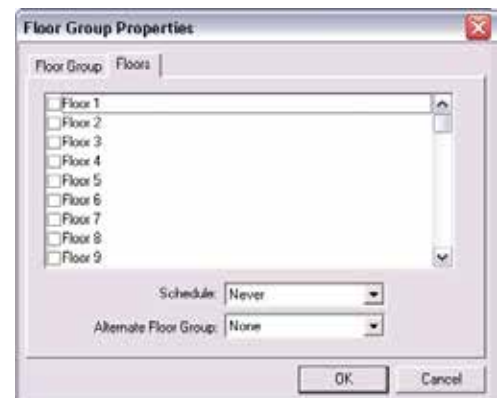 Floor Group Properties
Floor Group Floors
Floor 1
Floor 2
Floor 3
Floor 4
Floor 5
Floor 6
Floor 7
Floor 8
Floor 9
Schedule: Never
Alternate Floor Group: None
OK Cancel